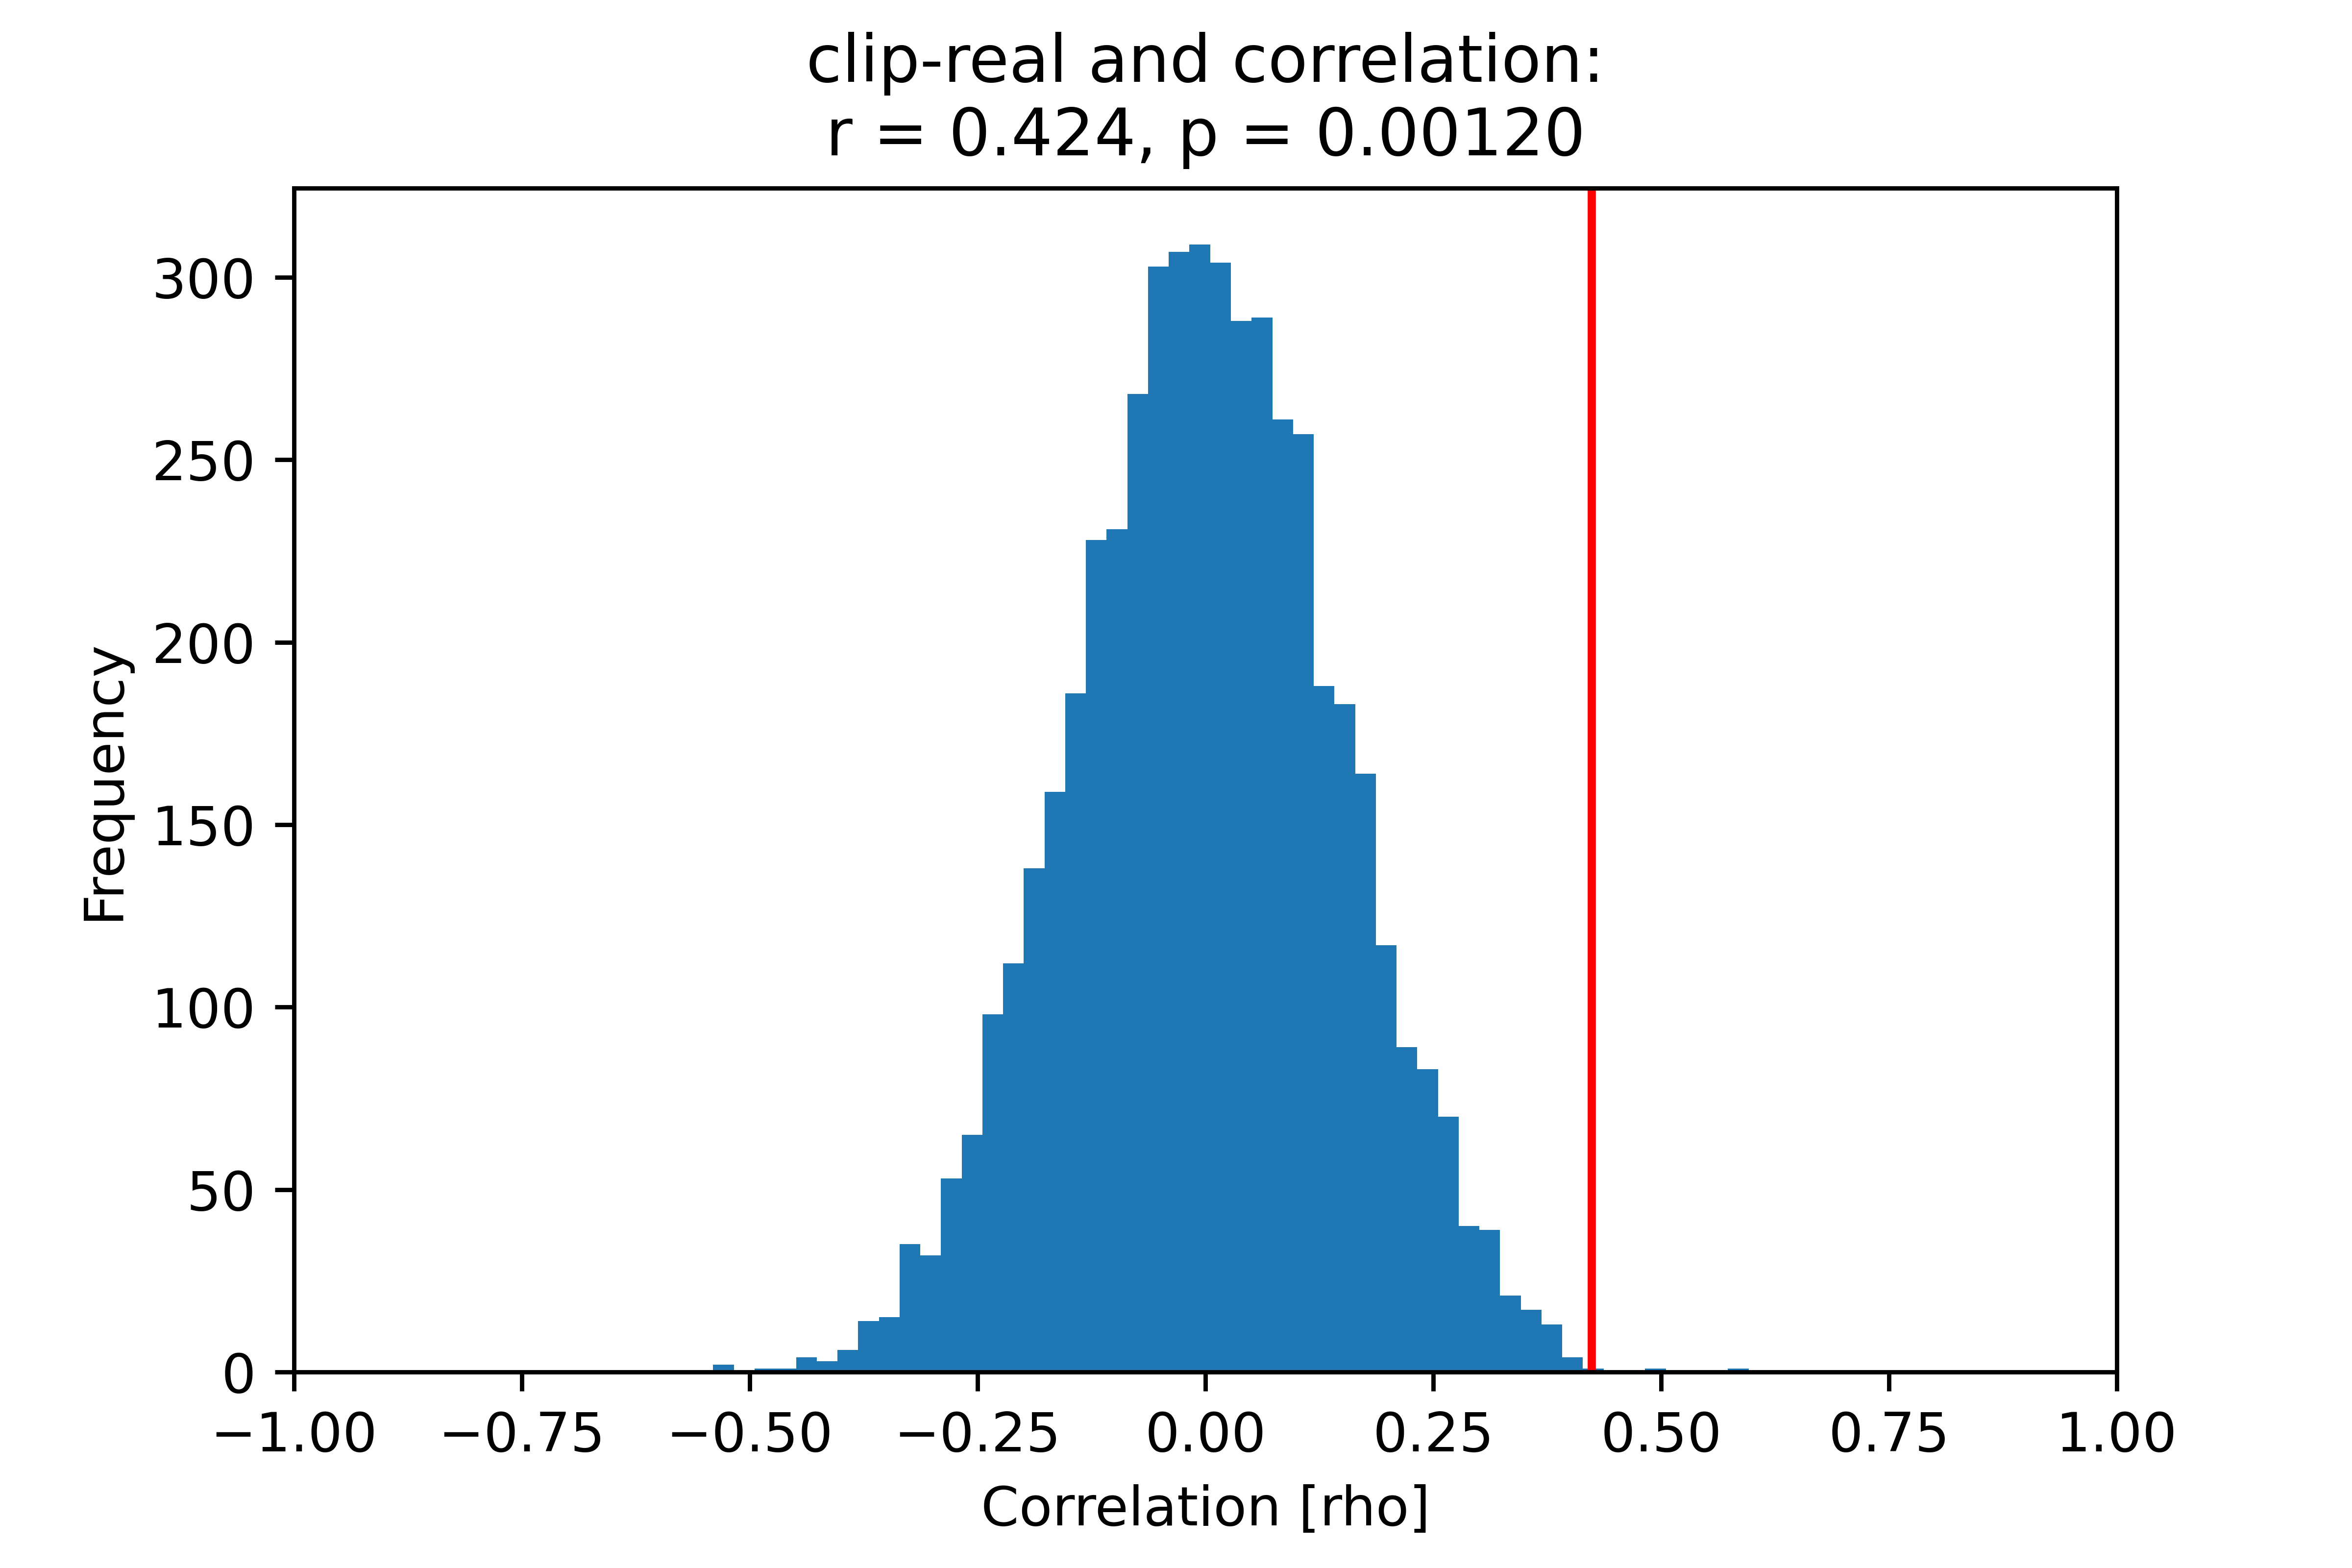 clip-real and correlation:
r = 0.424, p = 0.00120
300
250
200
150
100
50
0
Frequency
−1.00 −0.75 −0.50 −0.25 0.00 0.25 0.50 0.75 1.00
Correlation [rho]